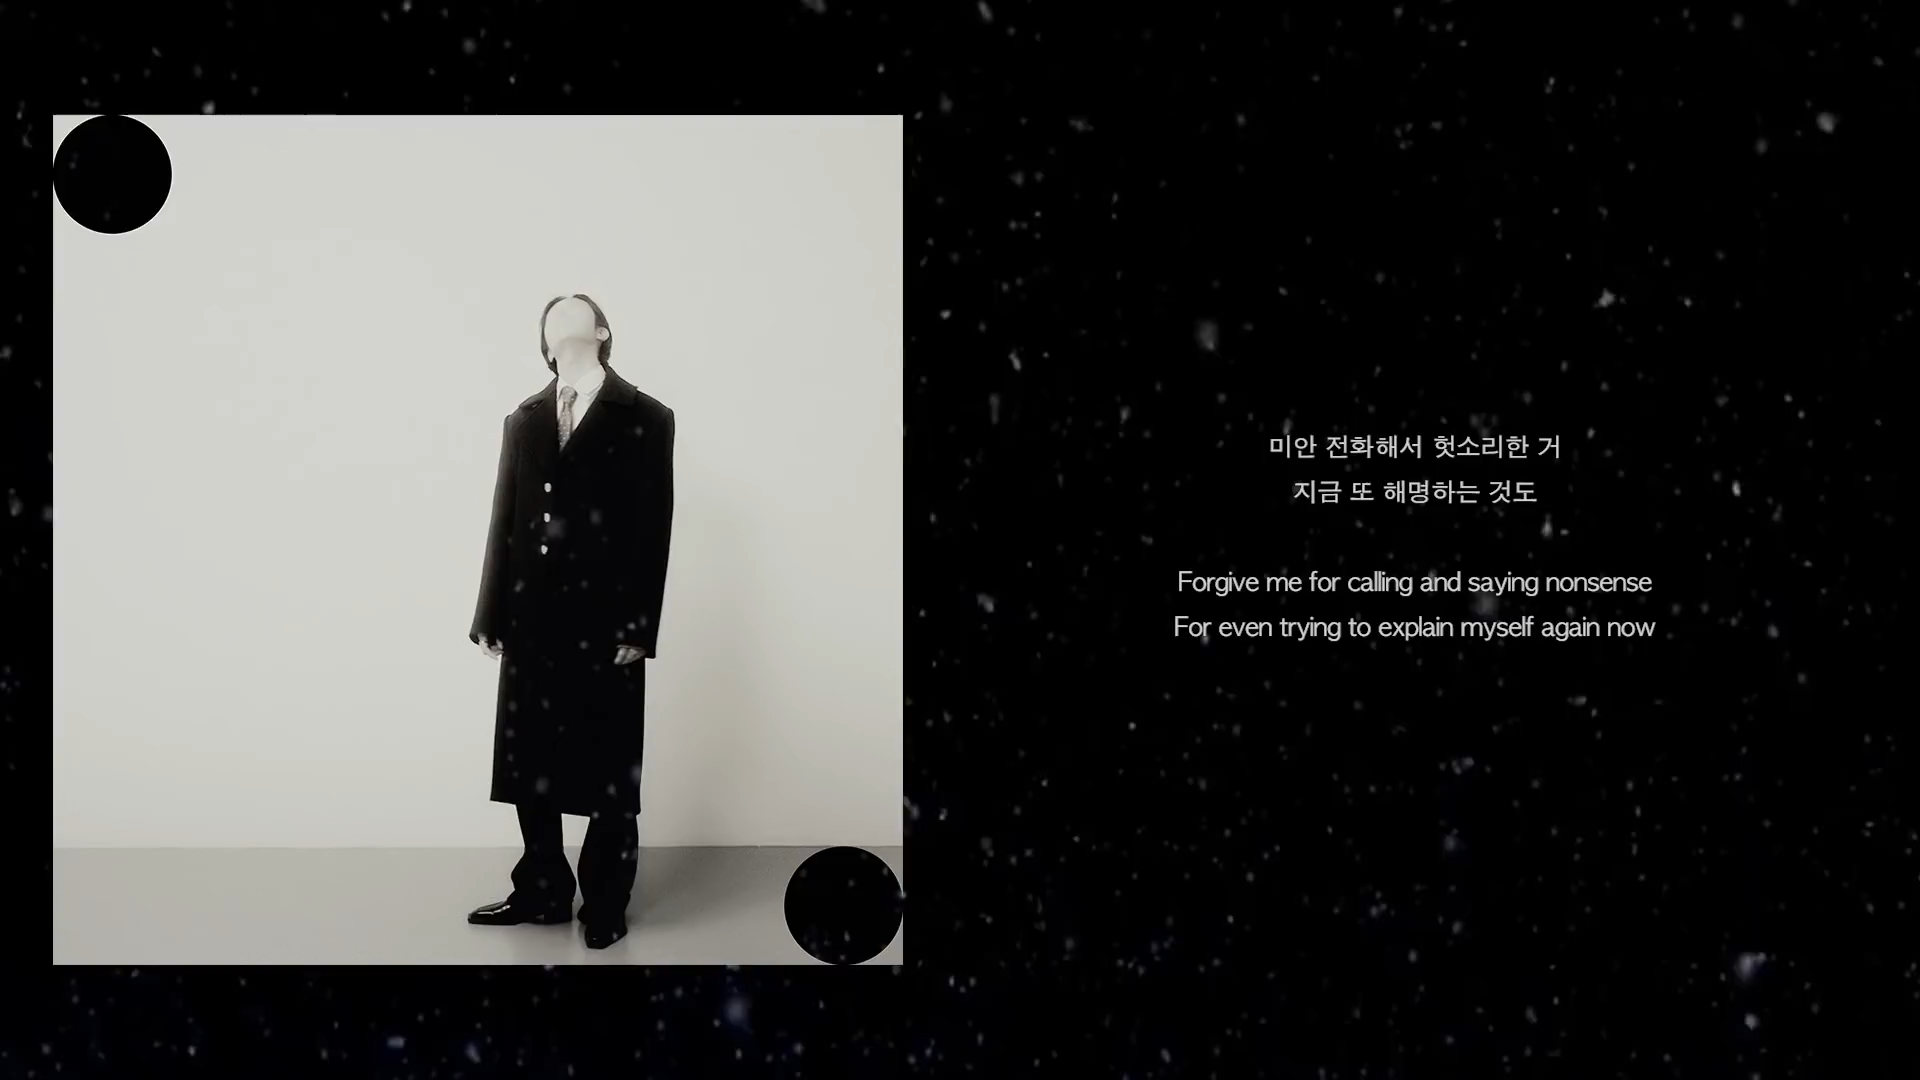 미안 전화해서 헛소리한 거
지금 또 해명하는 것도
Forgive me for calling and saying nonsense
For even trying to explain myself again now